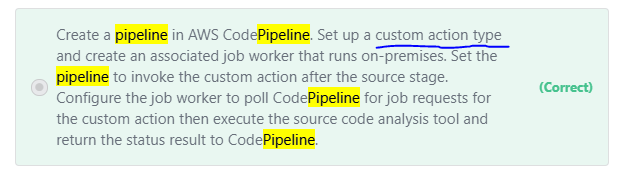 Create a pipeline in AWS CodePipeline. Set up a custom action type
and create an associated job worker that runs on-premises. Set the
pipeline to invoke the custom action after the source stage.
Configure the job worker to poll CodePipeline for job requests for
the custom action then execute the source code analysis tool and
return the status result to CodePipeline.
(Correct)